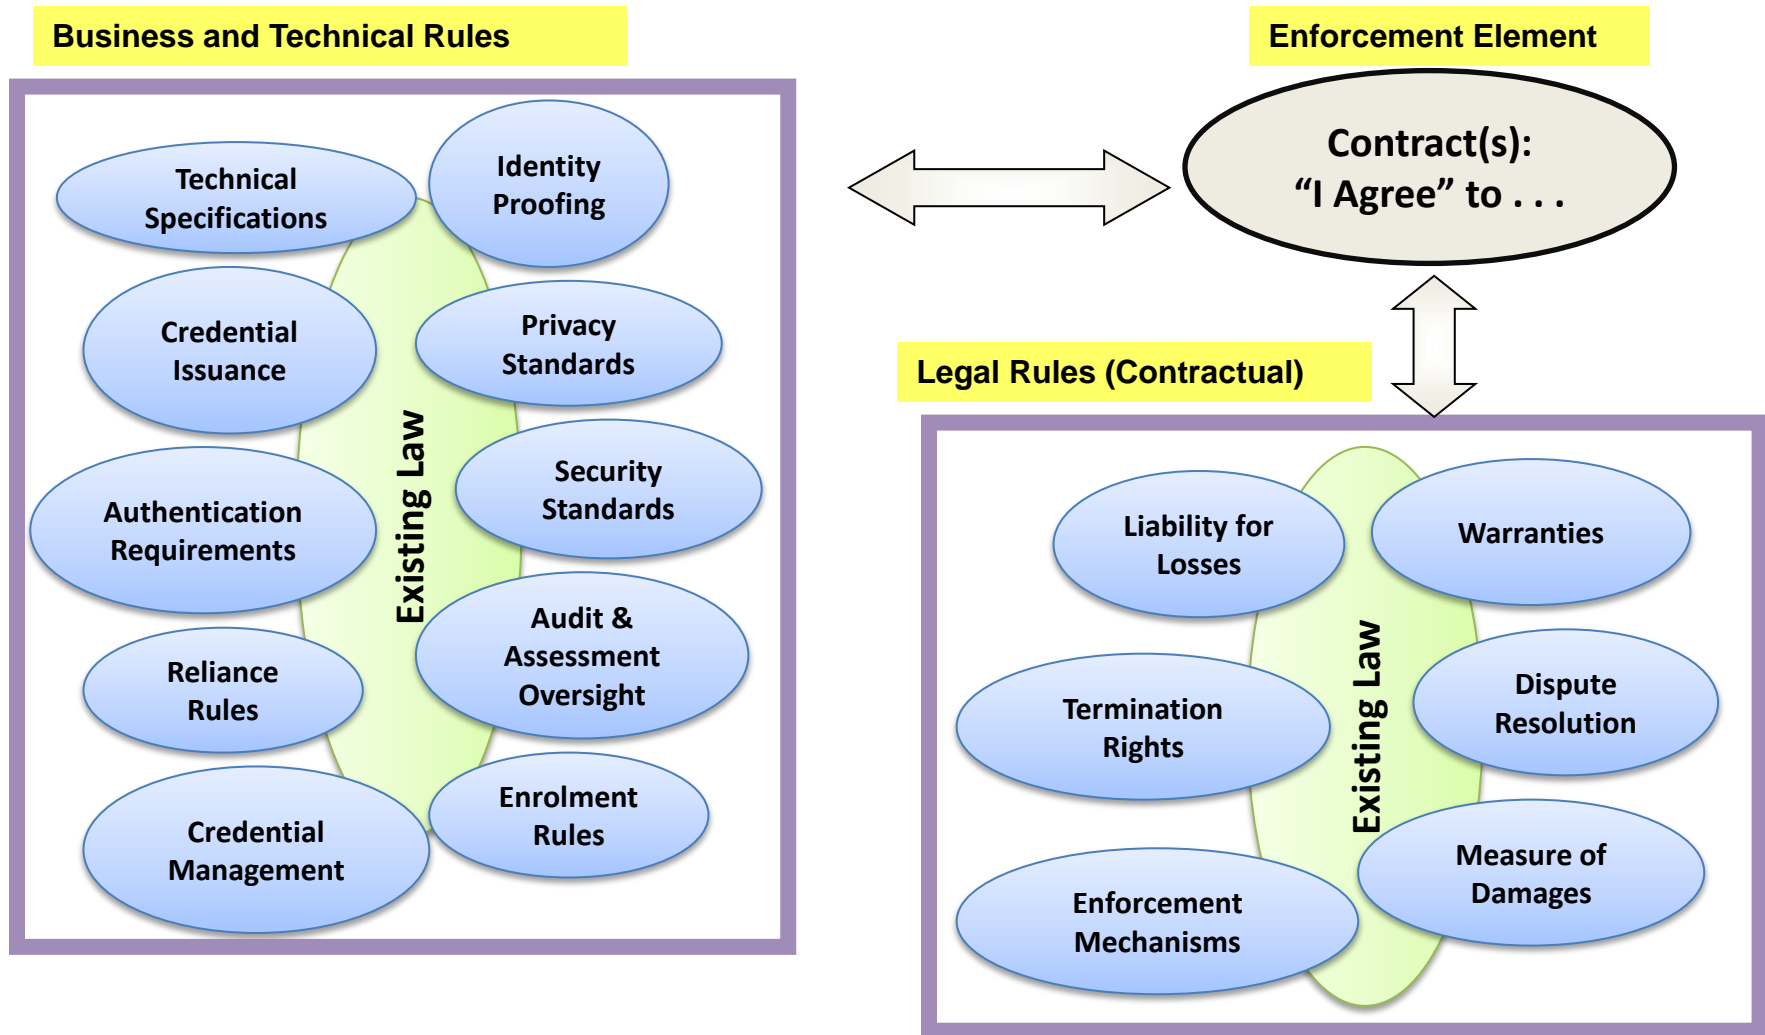 Business and Technical Rules
Technical
Specifications
Identity
Proofing
Credential
Issuance
Privacy
Standards
Authentication
Requirements
Security
Standards
Existing Law
Reliance
Rules
Audit &
Assessment
Oversight
Credential
Management
Enrolment
Rules
Enforcement Element
Contract(s):
“I Agree” to . . .
Legal Rules (Contractual)
Liability for
Losses
Warranties
Termination
Rights
Existing Law
Dispute
Resolution
Enforcement
Mechanisms
Measure of
Damages